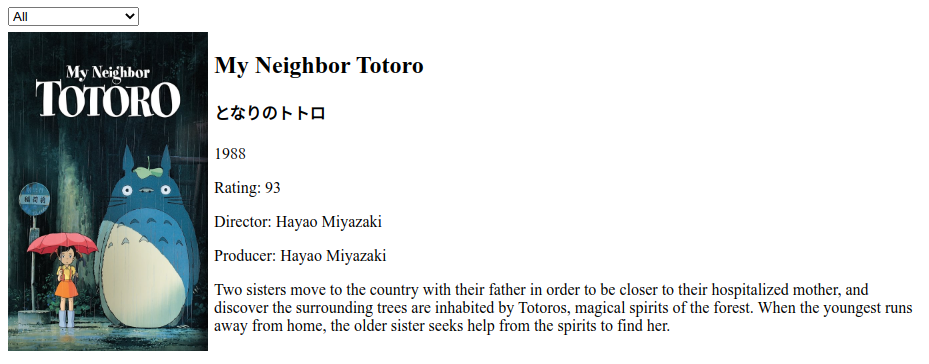 All
My Neighbor
TOTORO
My Neighbor Totoro
となりのトトロ
1988
Rating: 93
Director: Hayao Miyazaki
Producer: Hayao Miyazaki
Two sisters move to the country with their father in order to be closer to their hospitalized mother, and
discover the surrounding trees are inhabited by Totoros, magical spirits of the forest. When the youngest runs
away from home, the older sister seeks help from the spirits to find her.